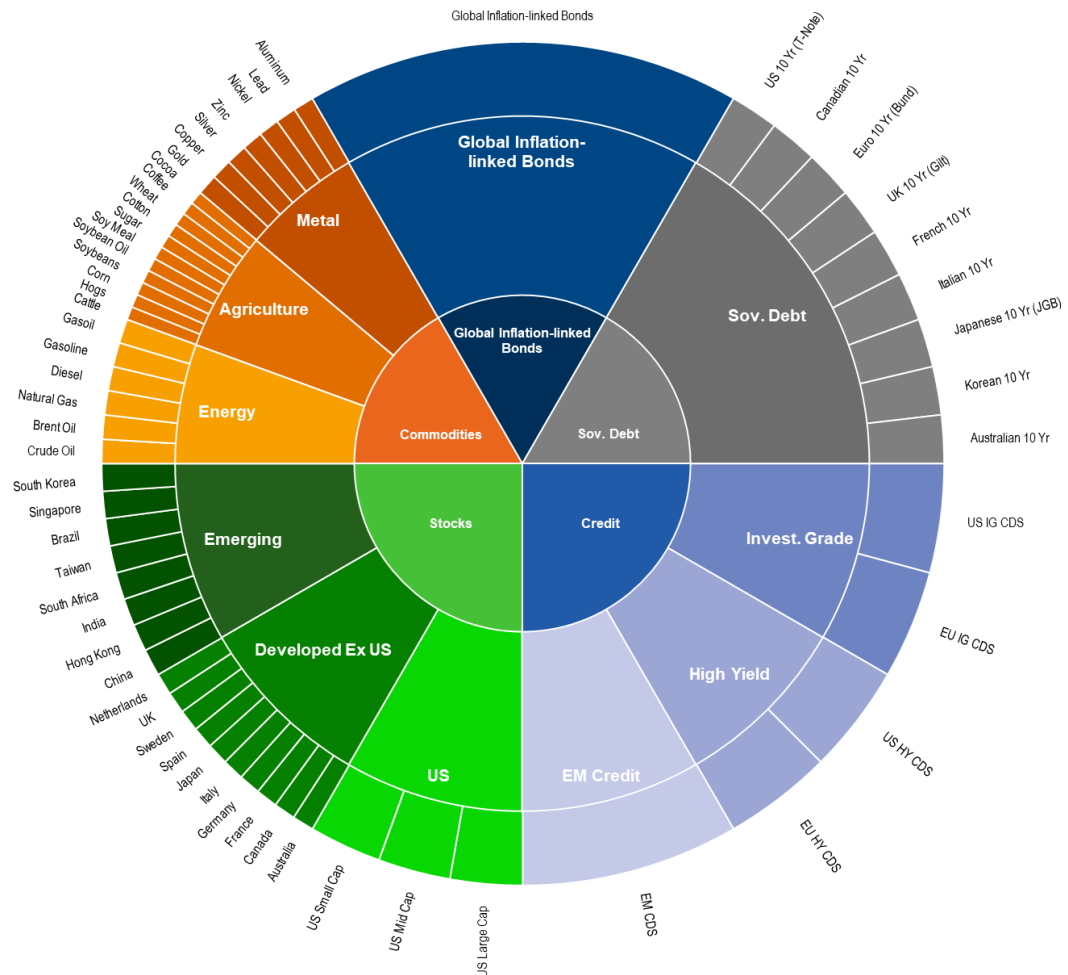 Global Inflation-linked Bonds
US 10 Yr (T-Note)
Canadian 10 Yr
Euro 10 Yr (Bund)
UK 10 Yr (Gilt)
French 10 Yr
Italian 10 Yr
Japanese 10 Yr (JGB)
Korean 10 Yr
Australian 10 Yr
US IG CDS
EU IG CDS
US HY CDS
EU HY CDS
EM CDS
US Large Cap
US Mid Cap
US Small Cap
Australia
Canada
France
Germany
Italy
Japan
Spain
Sweden
UK
Netherlands
China
Hong Kong
India
South Africa
Taiwan
Brazil
Singapore
South Korea
Crude Oil
Brent Oil
Natural Gas
Diesel
Gasoline
Gasoil
Cattle
Hogs
Corn
Soybeans
Soybean Oil
Soy Meal
Sugar
Cotton
Wheat
Coffee
Cocoa
Gold
Copper
Silver
Zinc
Nickel
Lead
Aluminum
Global Inflation-
linked Bonds
Sov. Debt
Invest. Grade
High Yield
EM Credit
US
Developed Ex US
Emerging
Energy
Agriculture
Metal
Global Inflation-linked
Bonds
Sov. Debt
Credit
Stocks
Commodities